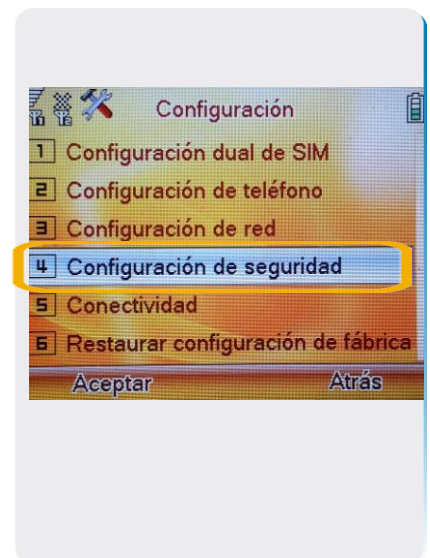 Configuración
1 Configuración dual de SIM
2 Configuración de teléfono
3 Configuración de red
4 Configuración de seguridad
5 Conectividad
6 Restaurar configuración de fábrica
Aceptar Atrás